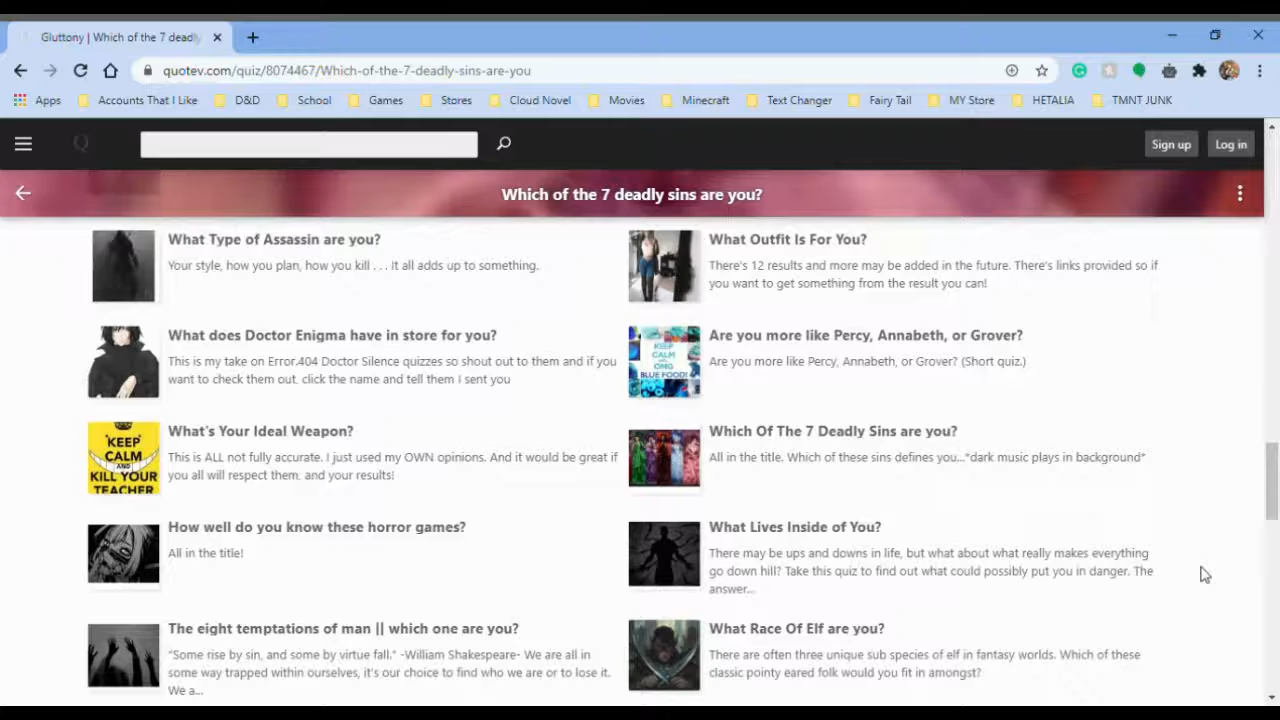 Gluttony | Which of the 7 deadly
quotev.com/quiz/8074467/Which-of-the-7-deadly-sins-are-you
Apps Accounts That I Like D&D School Games Stores Cloud Novel Movies Minecraft Text Changer Fairy Tail MY Store HETALIA TMNT JUNK
Q
Sign up Log in
Which of the 7 deadly sins are you?
What Type of Assassin are you?
Your style, how you plan, how you kill . . . It all adds up to something.
What Outfit Is For You?
There's 12 results and more may be added in the future. There's links provided so if
you want to get something from the result you can!
What does Doctor Enigma have in store for you?
This is my take on Error.404 Doctor Silence quizzes so shout out to them and if you
want to check them out, click the name and tell them I sent you
KEEP
CALM
OMG
BLUE FOOD!
Are you more like Percy, Annabeth, or Grover?
Are you more like Percy, Annabeth, or Grover? (Short quiz.)
KEEP
CALM
AND
KILL YOUR
TEACHER
What's Your Ideal Weapon?
This is ALL not fully accurate. I just used my OWN opinions. And it would be great if
you all will respect them, and your results!
Which Of The 7 Deadly Sins are you?
All in the title. Which of these sins defines you...*dark music plays in background*
How well do you know these horror games?
All in the title!
What Lives Inside of You?
There may be ups and downs in life, but what about what really makes everything
go down hill? Take this quiz to find out what could possibly put you in danger. The
answer...
The eight temptations of man || which one are you?
"Some rise by sin, and some by virtue fall." -William Shakespeare- We are all in
some way trapped within ourselves, it's our choice to find who we are or to lose it.
We a...
What Race Of Elf are you?
There are often three unique sub species of elf in fantasy worlds. Which of these
classic pointy eared folk would you fit in amongst?